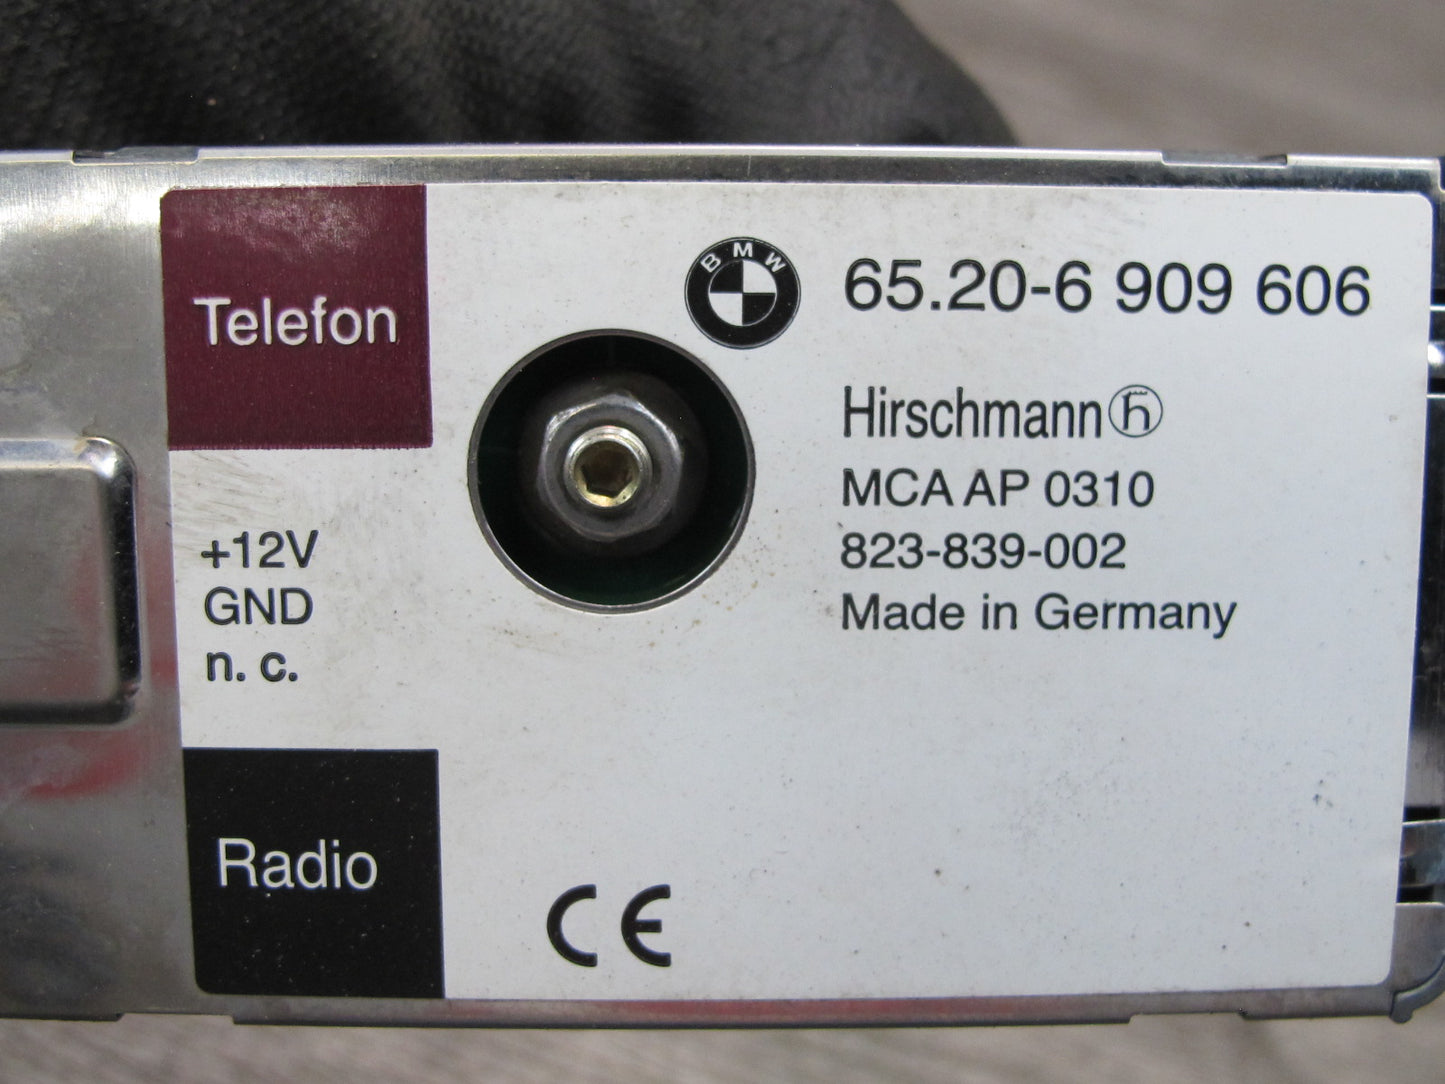 Telefon
BMW
65.20-6 909 606
Hirschmann h
MCA AP 0310
823-839-002
Made in Germany
+12V
GND
n. c.
Radio
CE